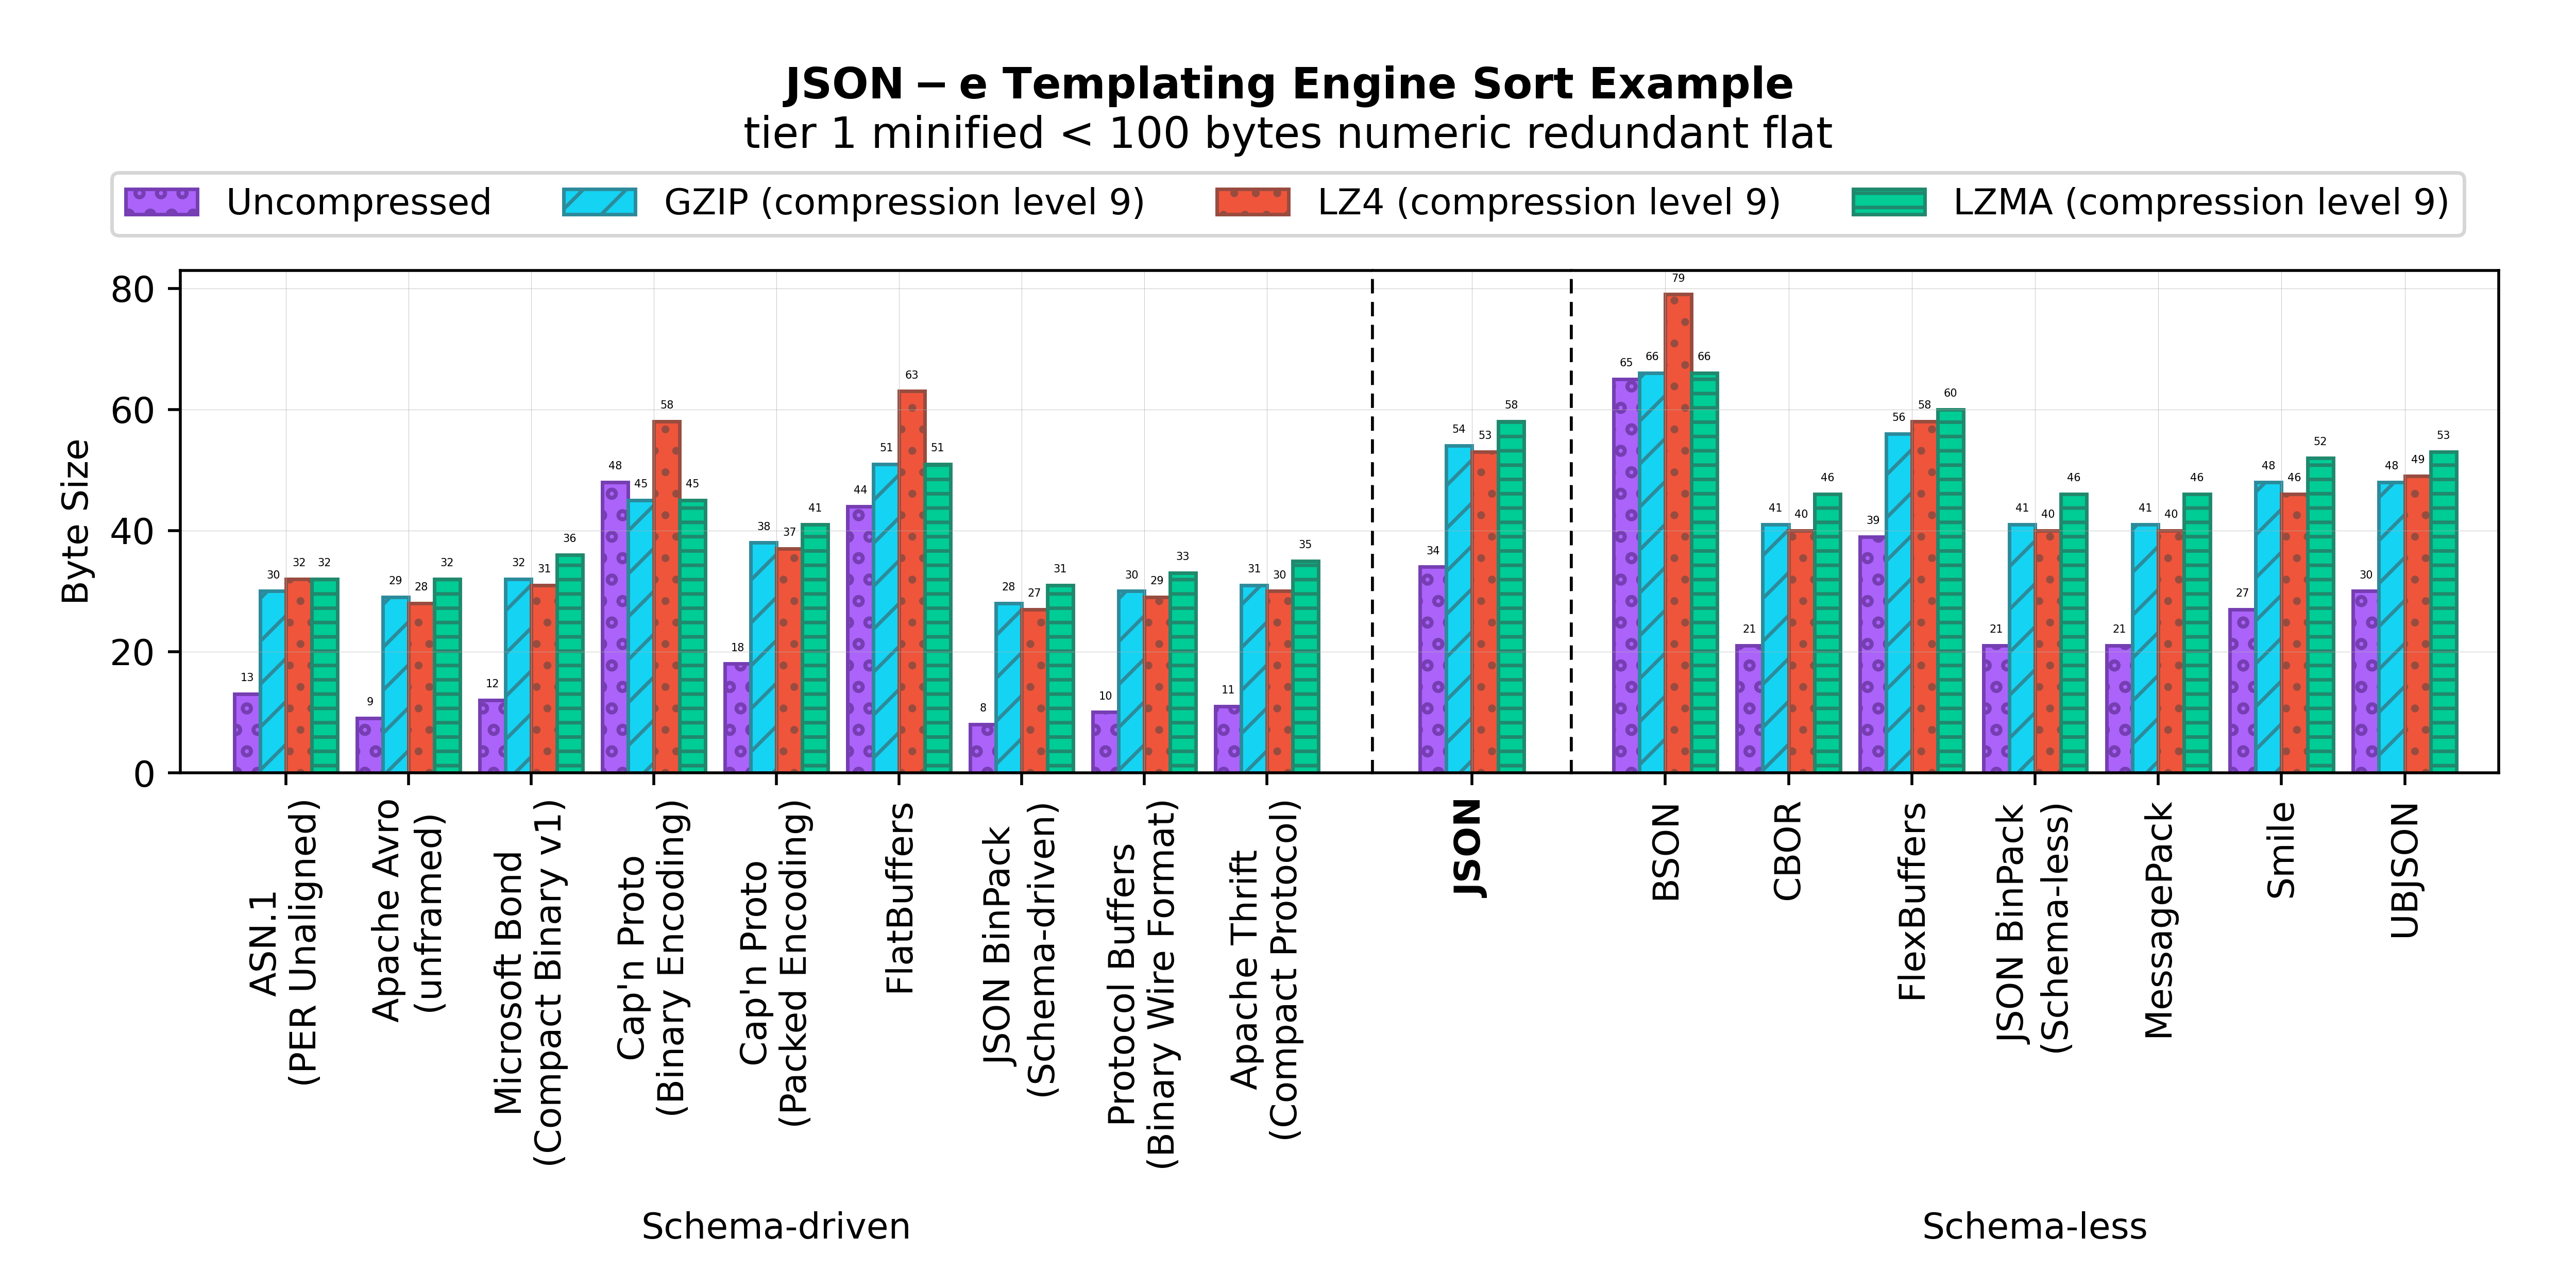 JSON − e Templating Engine Sort Example
tier 1 minified < 100 bytes numeric redundant flat
Uncompressed
GZIP (compression level 9)
LZ4 (compression level 9)
LZMA (compression level 9)
Byte Size
80
60
40
20
0
13 30 32 32
9 29 28 32
12 32 31 36
48 45 58 45
18 38 37 41
44 51 63 51
8 28 27 31
10 30 29 33
11 31 30 35
34 54 53 58
65 66 79 66
21 41 40 46
39 56 58 60
21 41 40 46
21 41 40 46
27 48 46 52
30 48 49 53
ASN.1
(PER Unaligned)
Apache Avro
(unframed)
Microsoft Bond
(Compact Binary v1)
Cap'n Proto
(Binary Encoding)
Cap'n Proto
(Packed Encoding)
FlatBuffers
JSON BinPack
(Schema-driven)
Protocol Buffers
(Binary Wire Format)
Apache Thrift
(Compact Protocol)
JSON
BSON
CBOR
FlexBuffers
JSON BinPack
(Schema-less)
MessagePack
Smile
UBJSON
Schema-driven
Schema-less